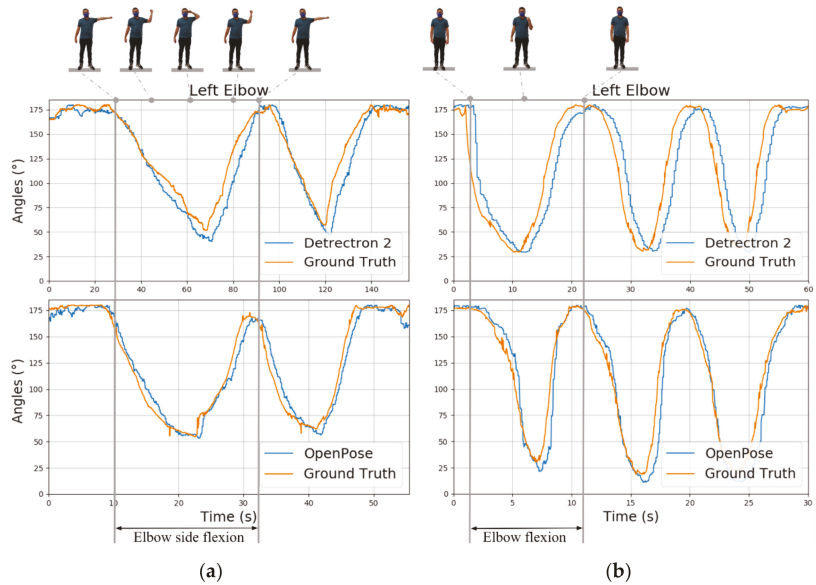 Left Elbow
Left Elbow
175
150
125
100
75
50
25
0
Angles (°)
Detrectron 2
Ground Truth
0 20 40 60 80 100 120 140
175
150
125
100
75
50
25
0
Angles (°)
Detrectron 2
Ground Truth
0 10 20 30 40 50 60
175
150
125
100
75
50
25
0
Angles (°)
OpenPose
Ground Truth
0 10 20 30 40 50
Time (s)
Elbow side flexion
175
150
125
100
75
50
25
0
Angles (°)
OpenPose
Ground Truth
0 5 10 15 20 25 30
Time (s)
Elbow flexion
(a)
(b)